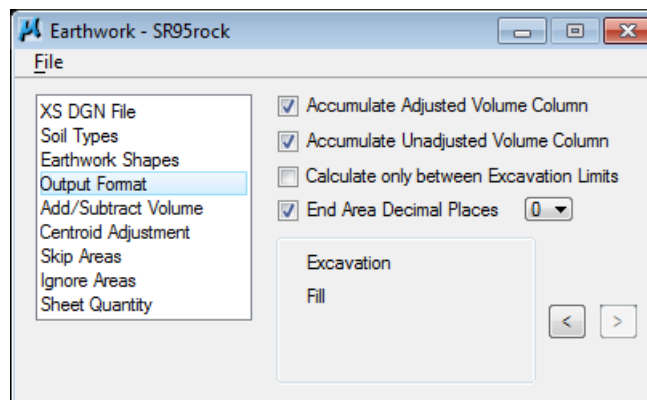 Earthwork - SR95rock
File
XS DGN File
Soil Types
Earthwork Shapes
Output Format
Add/Subtract Volume
Centroid Adjustment
Skip Areas
Ignore Areas
Sheet Quantity
Accumulate Adjusted Volume Column
Accumulate Unadjusted Volume Column
Calculate only between Excavation Limits
End Area Decimal Places 0
Excavation
Fill
< >